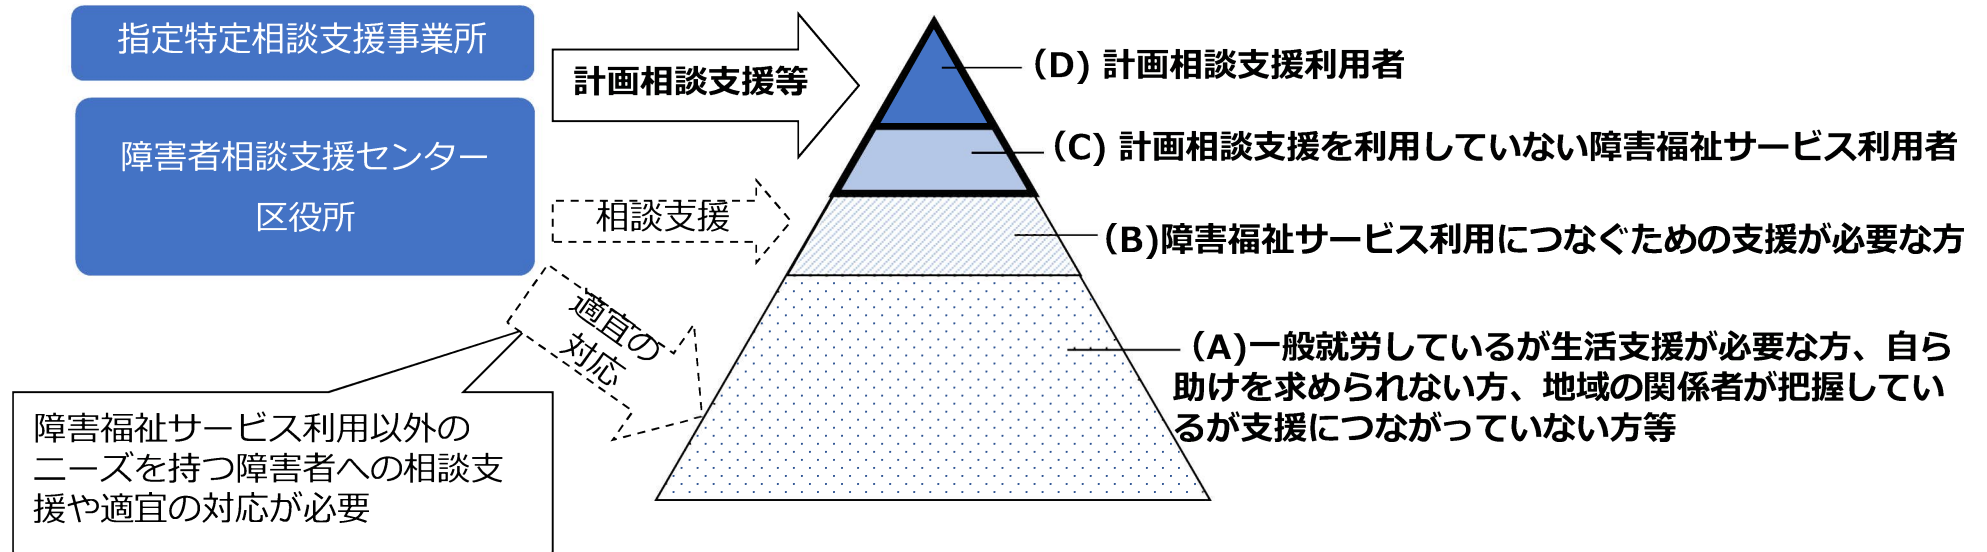 指定特定相談支援事業所
障害者相談支援センター
区役所
計画相談支援等
相談支援
適宜の
対応
障害福祉サービス利用以外の
ニーズを持つ障害者への相談支
援や適宜の対応が必要
（D) 計画相談支援利用者
（C) 計画相談支援を利用していない障害福祉サービス利用者
（B)障害福祉サービス利用につなぐための支援が必要な方
（A)一般就労しているが生活支援が必要な方、自ら
助けを求められない方、地域の関係者が把握してい
るが支援につながっていない方等